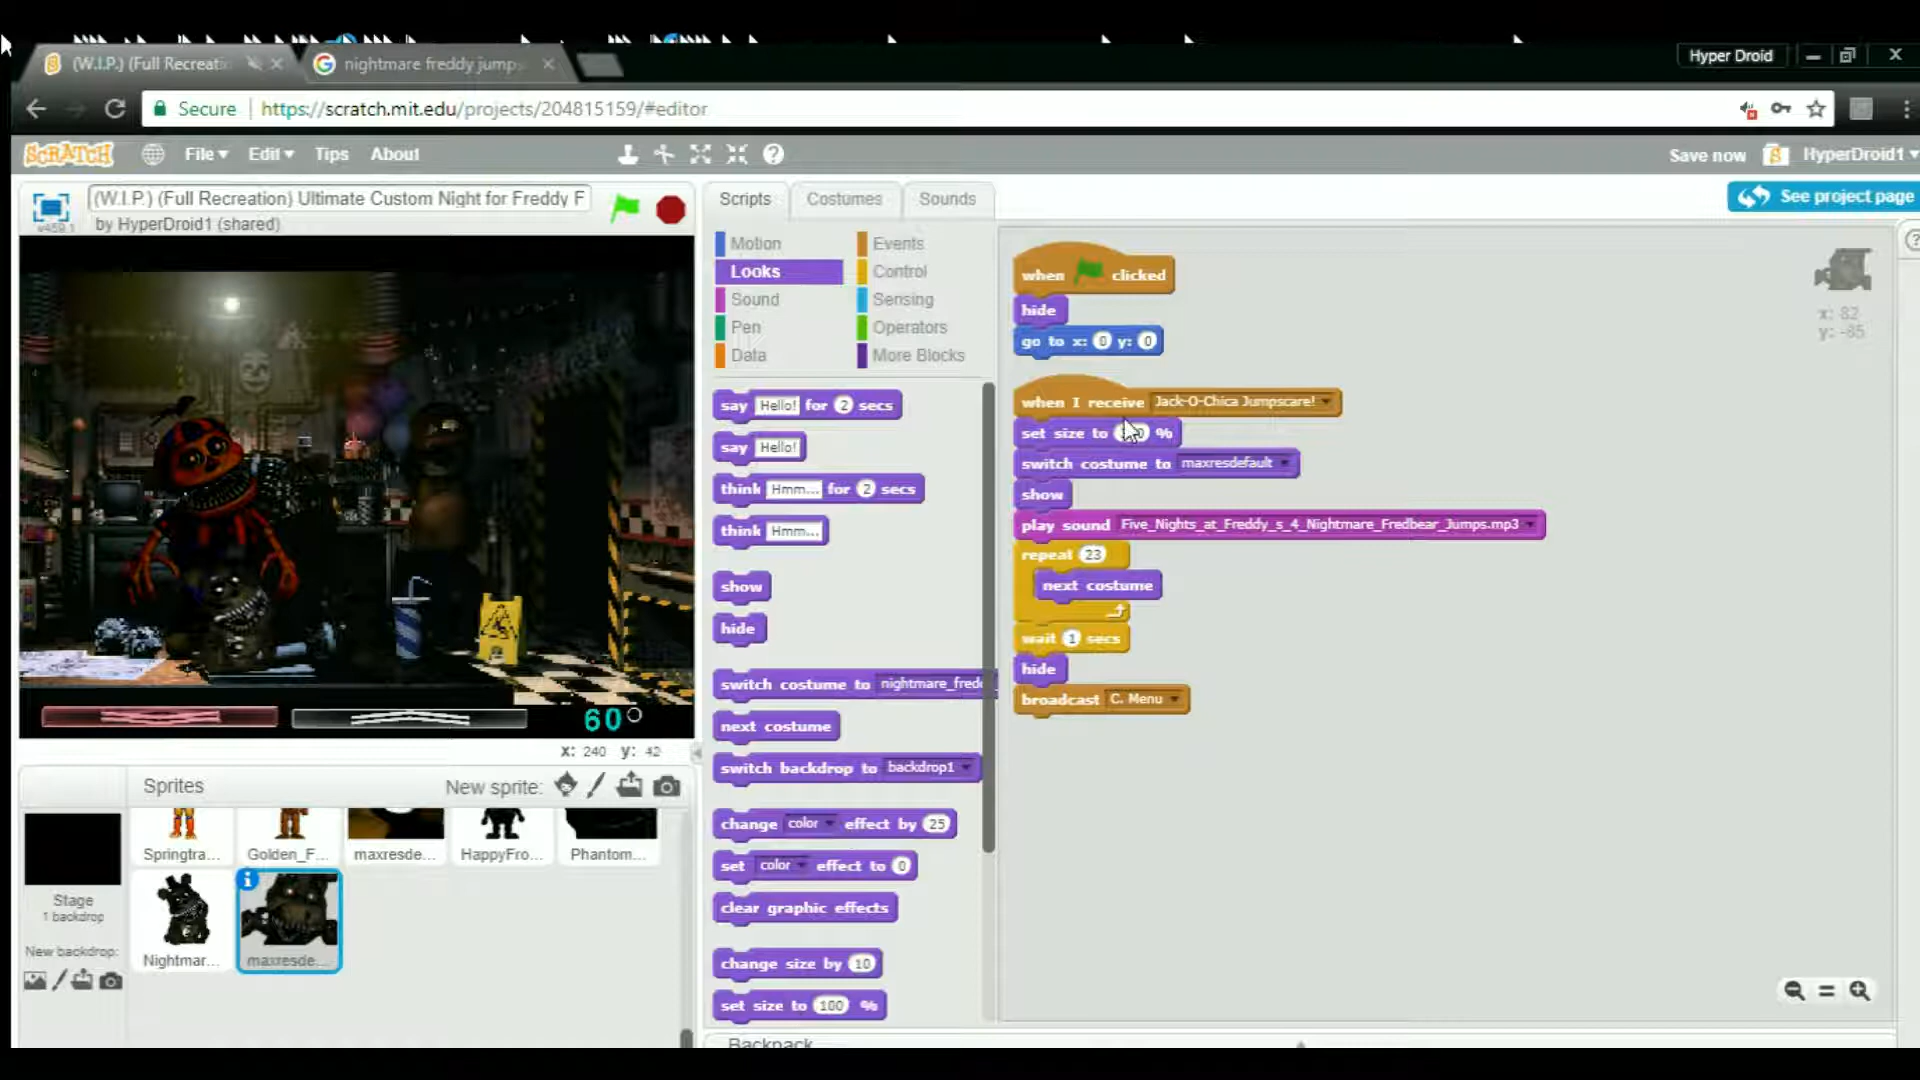 Hyper Droid
(W.I.P.) (Full Recreati
nightmare freddy jump
Secure https://scratch.mit.edu/projects/204815159/#editor
SCRATCH File Edit Tips About Save now HyperDroid1
(W.I.P.) (Full Recreation) Ultimate Custom Night for Freddy F
by HyperDroid1 (shared)
v459.1
Scripts Costumes Sounds
See project page
Motion Events
Looks Control
Sound Sensing
Pen Operators
Data More Blocks
say Hello! for 2 secs
say Hello!
think Hmm... for 2 secs
think Hmm...
show
hide
switch costume to nightmare_fred
next costume
switch backdrop to backdrop1
change color effect by 25
set color effect to 0
clear graphic effects
change size by 10
set size to 100 %
when clicked
hide
go to x: 0 y: 0
when I receive Jack-O-Chica Jumpscare!
set size to %
switch costume to maxresdefault
show
play sound Five_Nights_at_Freddy_s_4_Nightmare_Fredbear_Jumps.mp3
repeat 23
next costume
wait 1 secs
hide
broadcast C. Menu
x: 82
y: -85
60°
x: 240 y: 42
Sprites New sprite:
Springtra... Golden_F... maxresde... HappyFro... Phantom...
Stage
1 backdrop
New backdrop:
Nightmar... maxresde...
Backpack